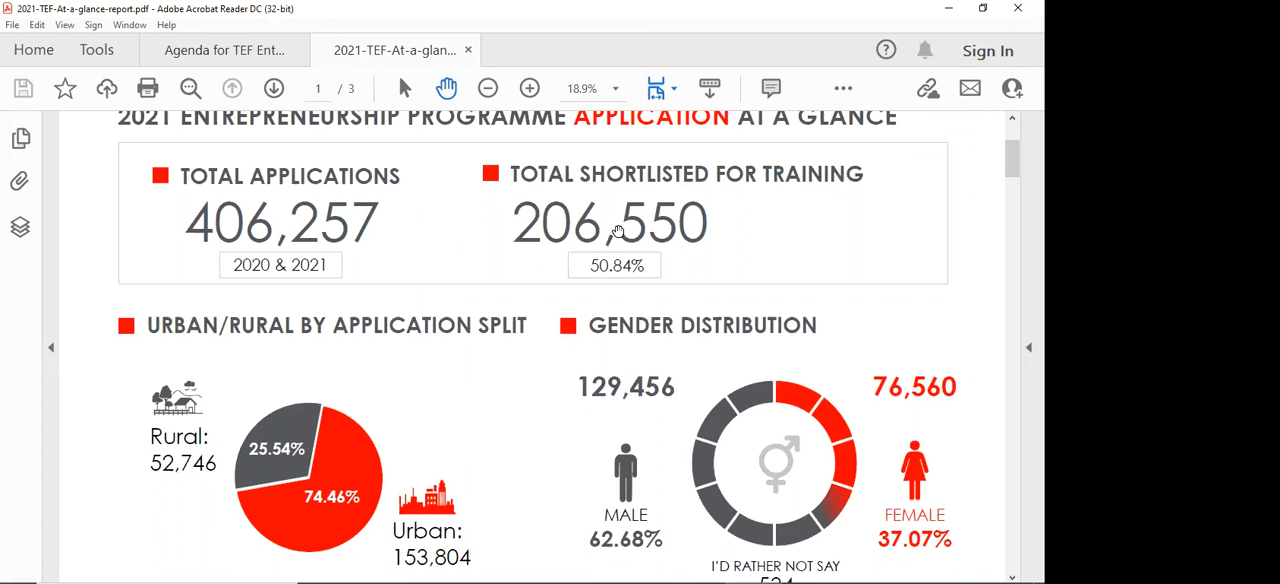 2021-TEF-At-a-glance-report.pdf - Adobe Acrobat Reader DC (32-bit)
File Edit View Sign Window Help
Home Tools Agenda for TEF Ent... 2021-TEF-At-a-glan... × Sign In
1 / 3 18.9%
2021 ENTREPRENEURSHIP PROGRAMME APPLICATION AT A GLANCE
TOTAL APPLICATIONS
406,257
2020 & 2021
TOTAL SHORTLISTED FOR TRAINING
206,550
50.84%
URBAN/RURAL BY APPLICATION SPLIT
Rural:
52,746
25.54%
74.46%
Urban:
153,804
GENDER DISTRIBUTION
129,456
76,560
MALE
62.68%
FEMALE
37.07%
I'D RATHER NOT SAY
534